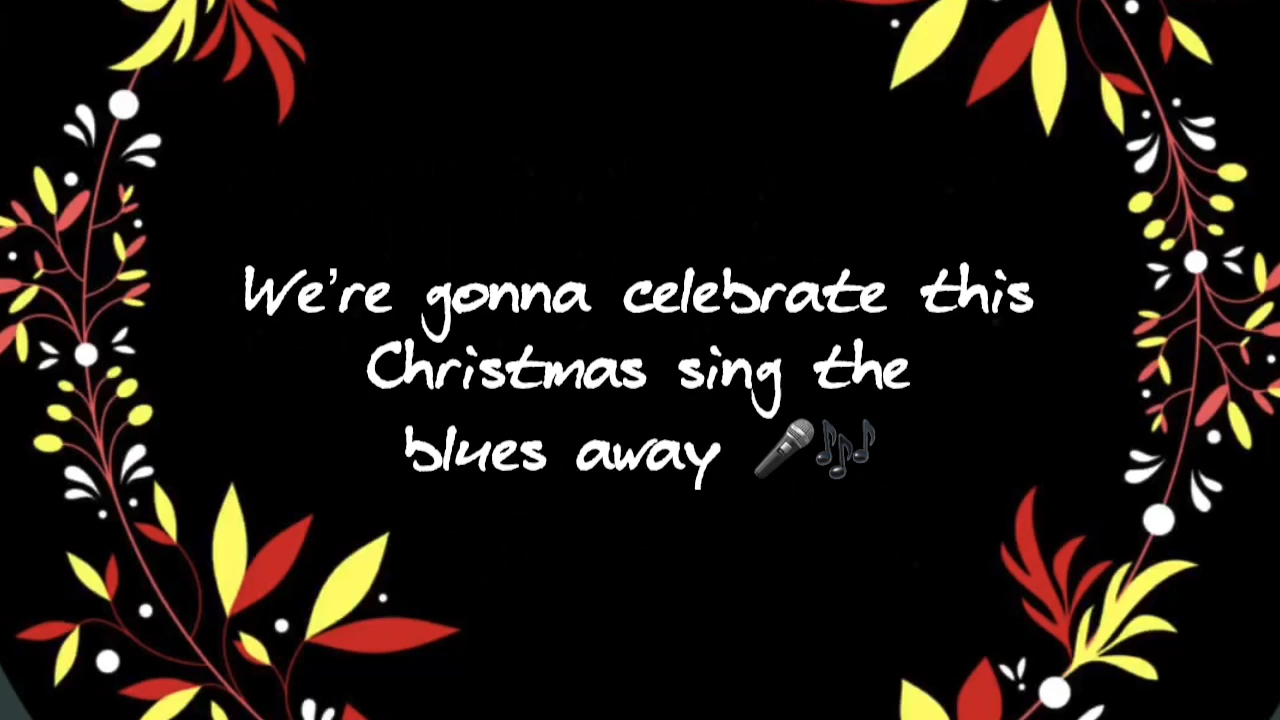 We're gonna celebrate this
Christmas sing the
blues away 🎤🎶